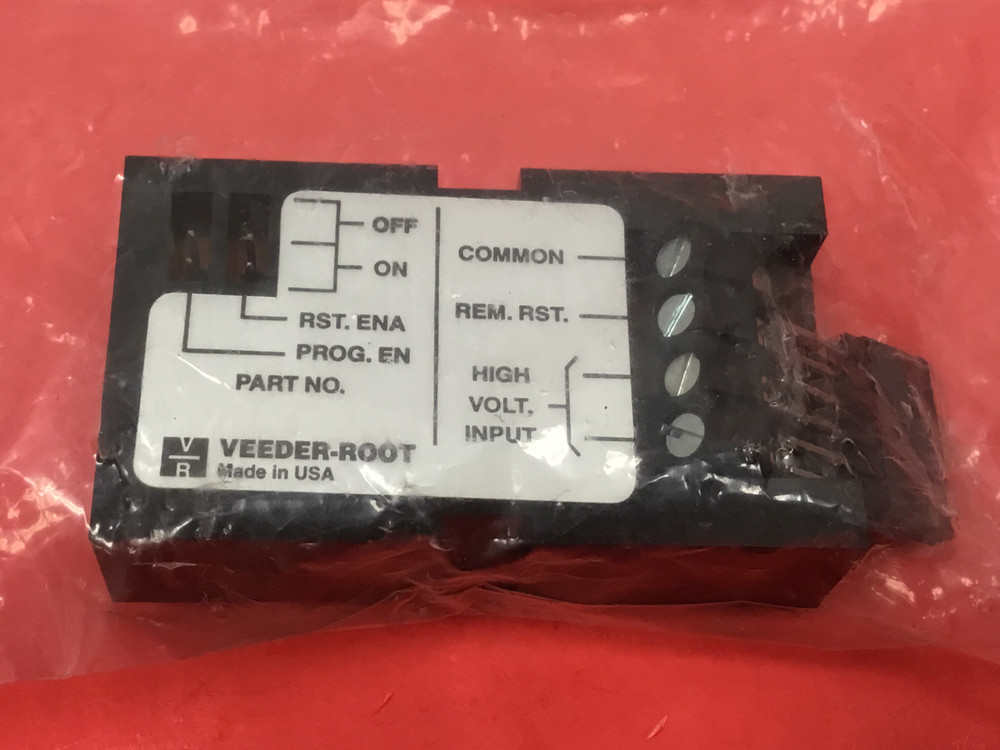 OFF
ON
RST. ENA
PROG. EN
PART NO.
V
R
VEEDER-ROOT
Made in USA
COMMON
REM. RST.
HIGH
VOLT.
INPUT